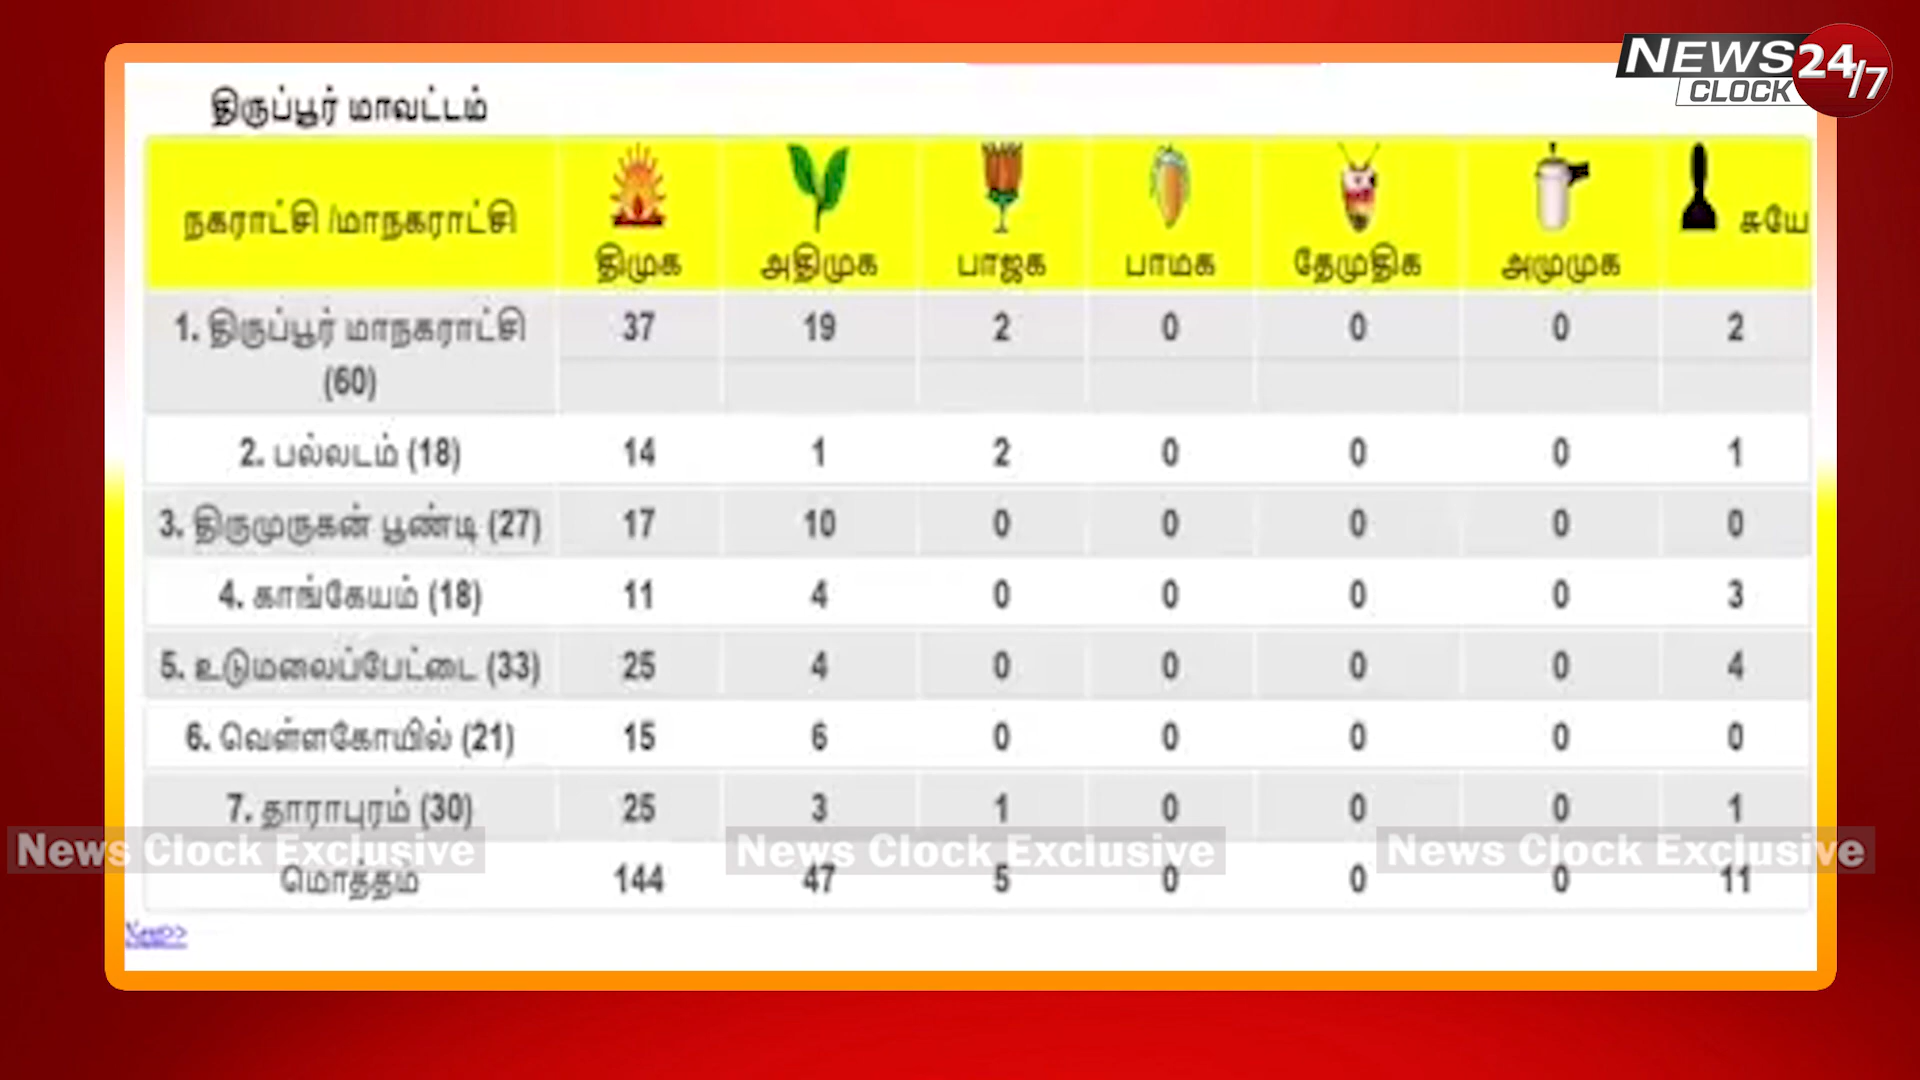 NEWS 24/7
CLOCK
திருப்பூர் மாவட்டம்
நகராட்சி /மாநகராட்சி திமுக அதிமுக பாஜக பாமக தேமுதிக அமுமுக சுயே
1. திருப்பூர் மாநகராட்சி (60) 37 19 2 0 0 0 2
2. பல்லடம் (18) 14 1 2 0 0 0 1
3. திருமுருகன் பூண்டி (27) 17 10 0 0 0 0 0
4. காங்கேயம் (18) 11 4 0 0 0 0 3
5. உடுமலைப்பேட்டை (33) 25 4 0 0 0 0 4
6. வெள்ளகோயில் (21) 15 6 0 0 0 0 0
7. தாராபுரம் (30) 25 3 1 0 0 0 1
News Clock Exclusive News Clock Exclusive News Clock Exclusive
மொத்தம் 144 47 5 0 0 0 11